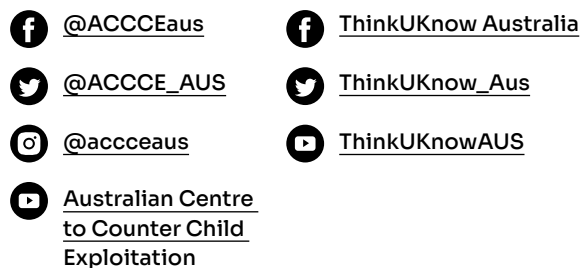 @ACCCEaus
@ACCCE_AUS
@accceaus
Australian Centre
to Counter Child
Exploitation
ThinkUKnow Australia
ThinkUKnow_Aus
ThinkUKnowAUS